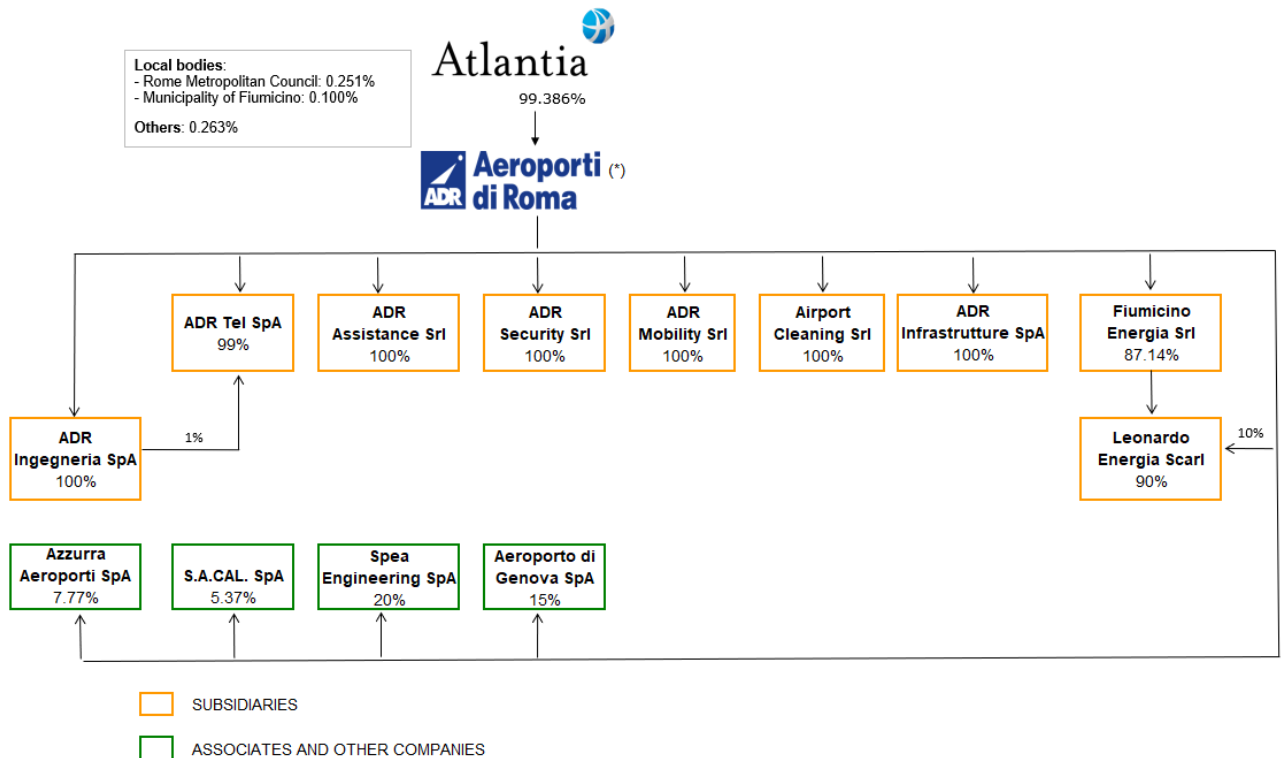 Local bodies:
- Rome Metropolitan Council: 0.251%
- Municipality of Fiumicino: 0.100%
Others: 0.263%
Atlantia
99.386%
ADR
Aeroporti (*)
di Roma
ADR Tel SpA
99%
ADR
Assistance Srl
100%
ADR
Security Srl
100%
ADR
Mobility Srl
100%
Airport
Cleaning Srl
100%
ADR
Infrastrutture SpA
100%
Fiumicino
Energia Srl
87.14%
ADR
Ingegneria SpA
100%
1%
Leonardo
Energia Scarl
90%
10%
Azzurra
Aeroporti SpA
7.77%
S.A.CAL. SpA
5.37%
Spea
Engineering SpA
20%
Aeroporto di
Genova SpA
15%
SUBSIDIARIES
ASSOCIATES AND OTHER COMPANIES